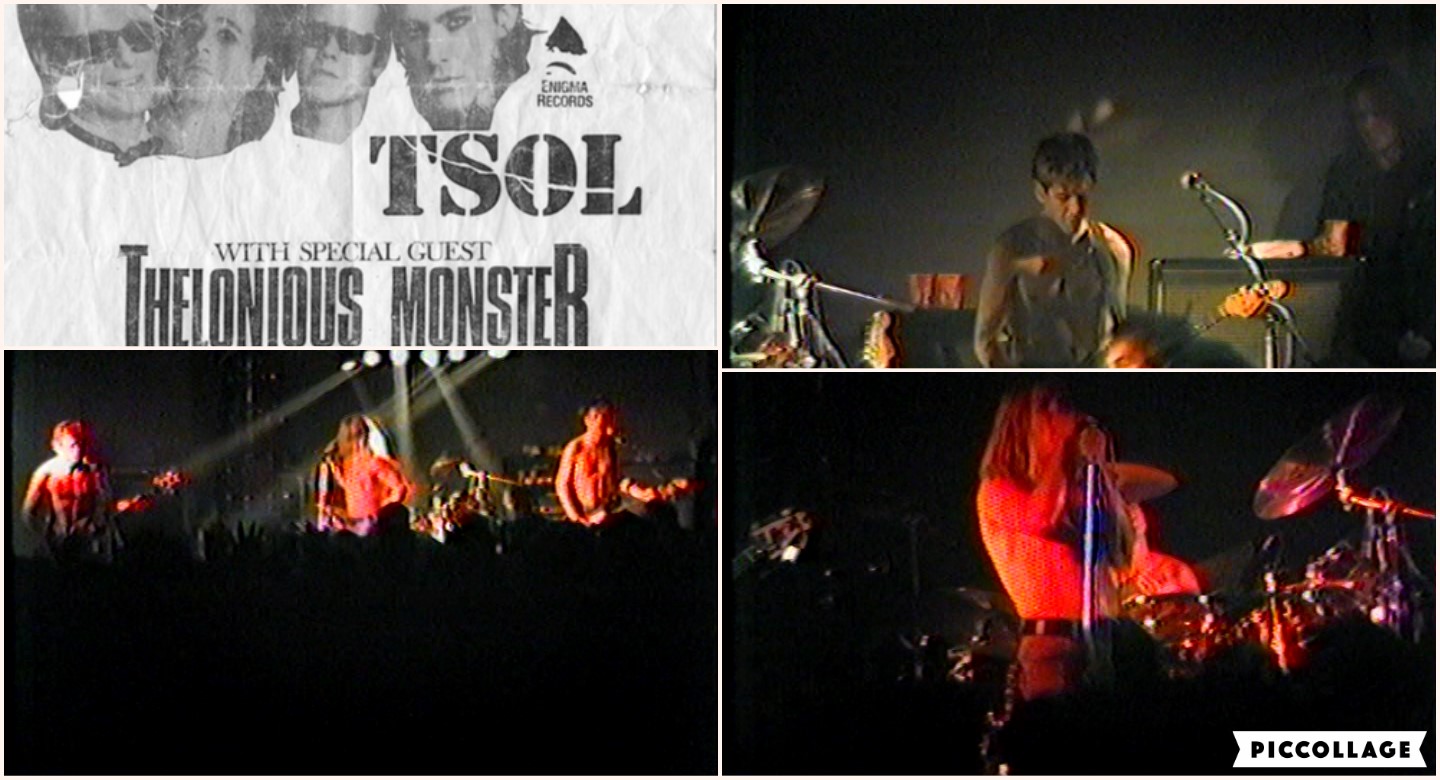 ENIGMA
RECORDS
TSOL
WITH SPECIAL GUEST
THELONIOUS MONSTER
PICCOLLAGE